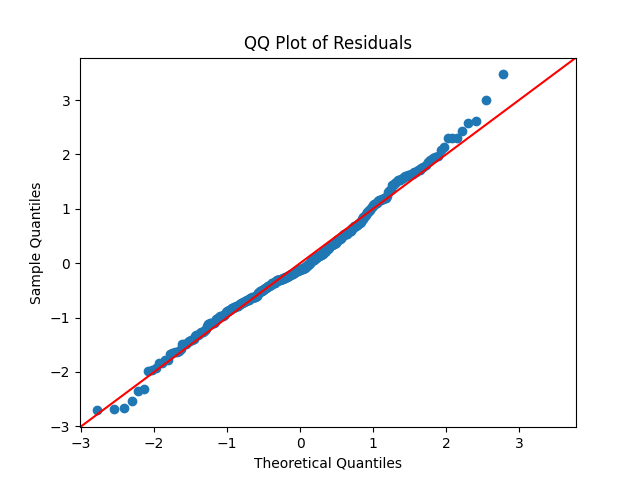 QQ Plot of Residuals
3
2
1
0
−1
−2
−3
Sample Quantiles
−3 −2 −1 0 1 2 3
Theoretical Quantiles